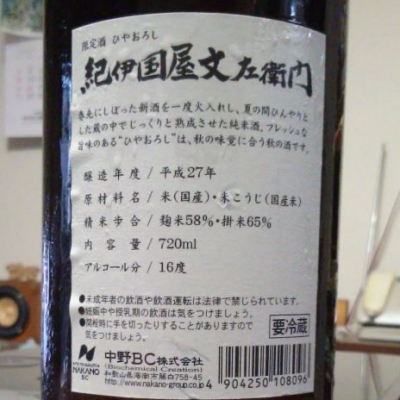 限定酒 ひやおろし
紀伊国屋文左衛門
春先にしぼった新酒を一度火入れし、夏の間ひんやりと
した蔵の中でじっくりと熟成させた純米酒。フレッシュな
旨味のある"ひやおろし"は、秋の味覚に合う秋の酒です。
醸造年度/平成27年
原材料名/米(国産)・米こうじ(国産米)
精米歩合/麹米58%・掛米65%
内容量/720ml
アルコール分/16度
●未成年者の飲酒や飲酒運転は法律で禁じられています。
●妊娠中や授乳期の飲酒は気をつけましょう。
●開栓時に手を切ったりすることがありますので
気をつけましょう。
要冷蔵
NAKANO
BC
中野BC株式会社
(Biochemical Creation)
和歌山県海南市藤白758-45
http://www.nakano-group.co.jp
4 904250 108096